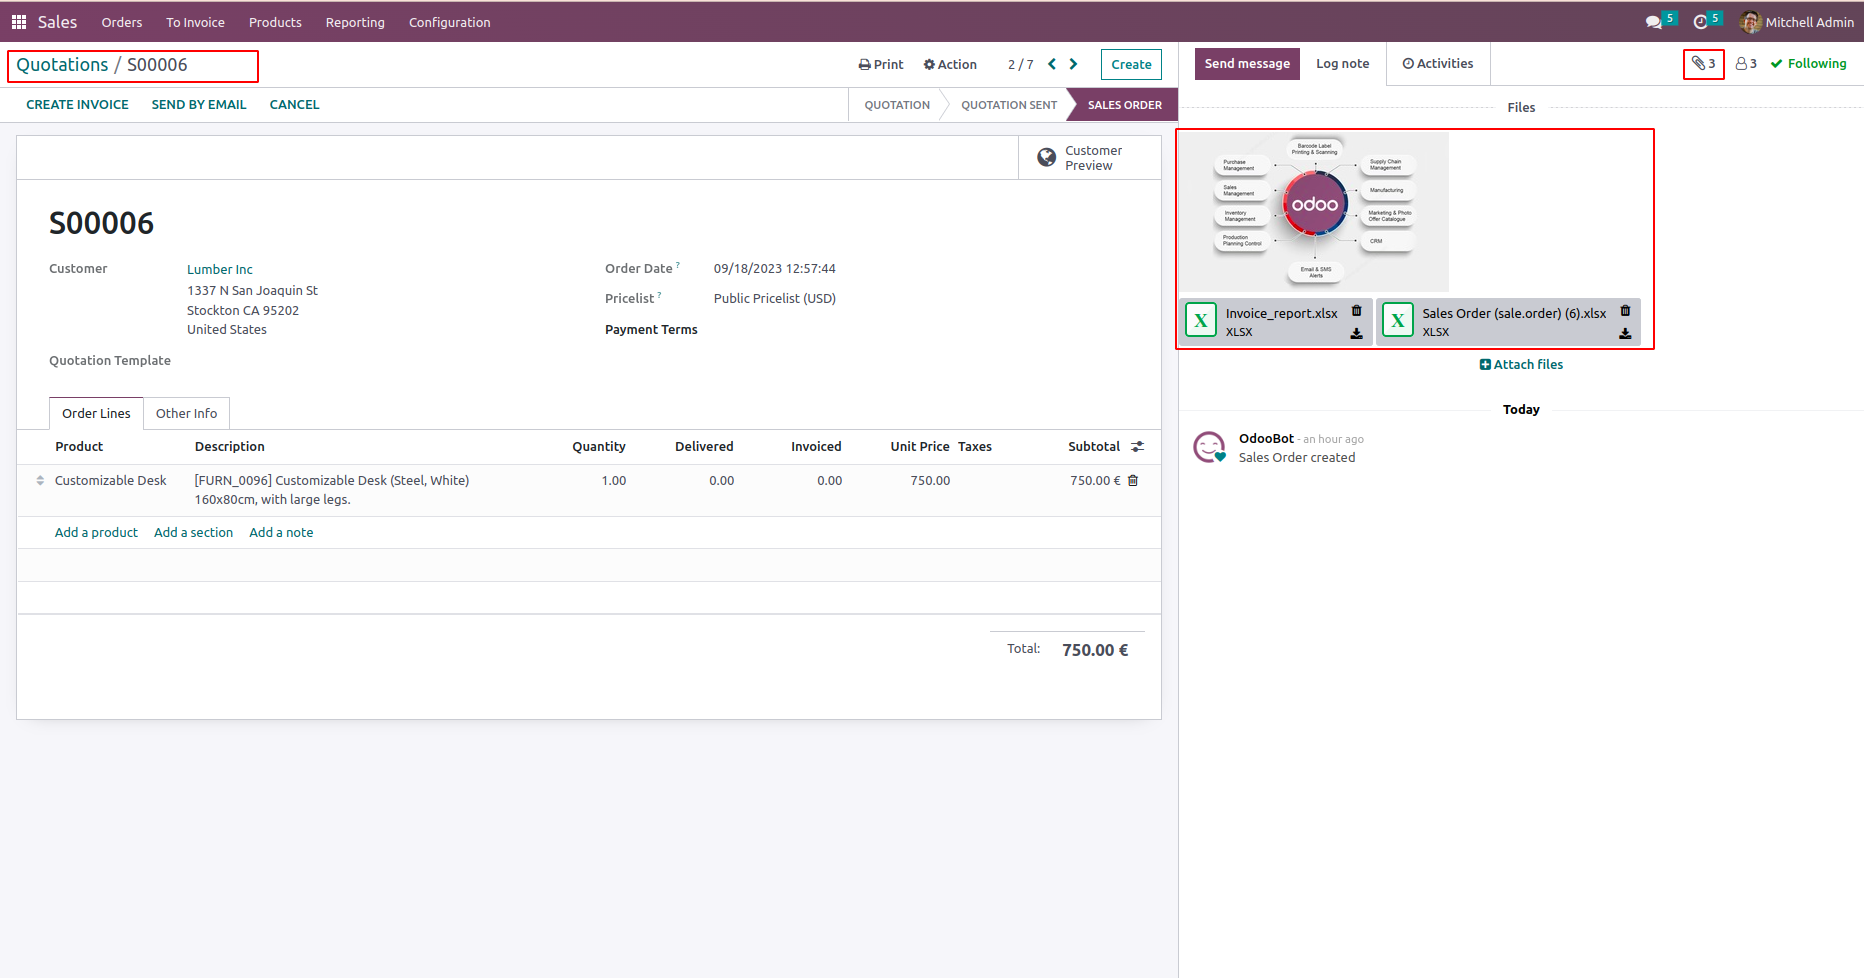 Sales Orders To Invoice Products Reporting Configuration 5 5 Mitchell Admin
Quotations / S00006
Print Action 2 / 7 Create
CREATE INVOICE SEND BY EMAIL CANCEL
QUOTATION QUOTATION SENT SALES ORDER
Customer
Preview
S00006
Customer Lumber Inc
1337 N San Joaquin St
Stockton CA 95202
United States
Quotation Template
Order Date ? 09/18/2023 12:57:44
Pricelist ? Public Pricelist (USD)
Payment Terms
Order Lines Other Info
Product Description Quantity Delivered Invoiced Unit Price Taxes Subtotal
Customizable Desk [FURN_0096] Customizable Desk (Steel, White) 1.00 0.00 0.00 750.00 750.00 €
160x80cm, with large legs.
Add a product Add a section Add a note
Total: 750.00 €
Send message Log note Activities 3 3 Following
Files
Barcode Label
Printing & Scanning
Purchase
Management
Supply Chain
Management
Sales
Management
Manufacturing
odoo
Inventory
Management
Marketing & Photo
Offer Catalogue
Production
Planning Control
CRM
Email & SMS
Alerts
X Invoice_report.xlsx
XLSX
X Sales Order (sale.order) (6).xlsx
XLSX
Attach files
Today
OdooBot - an hour ago
Sales Order created